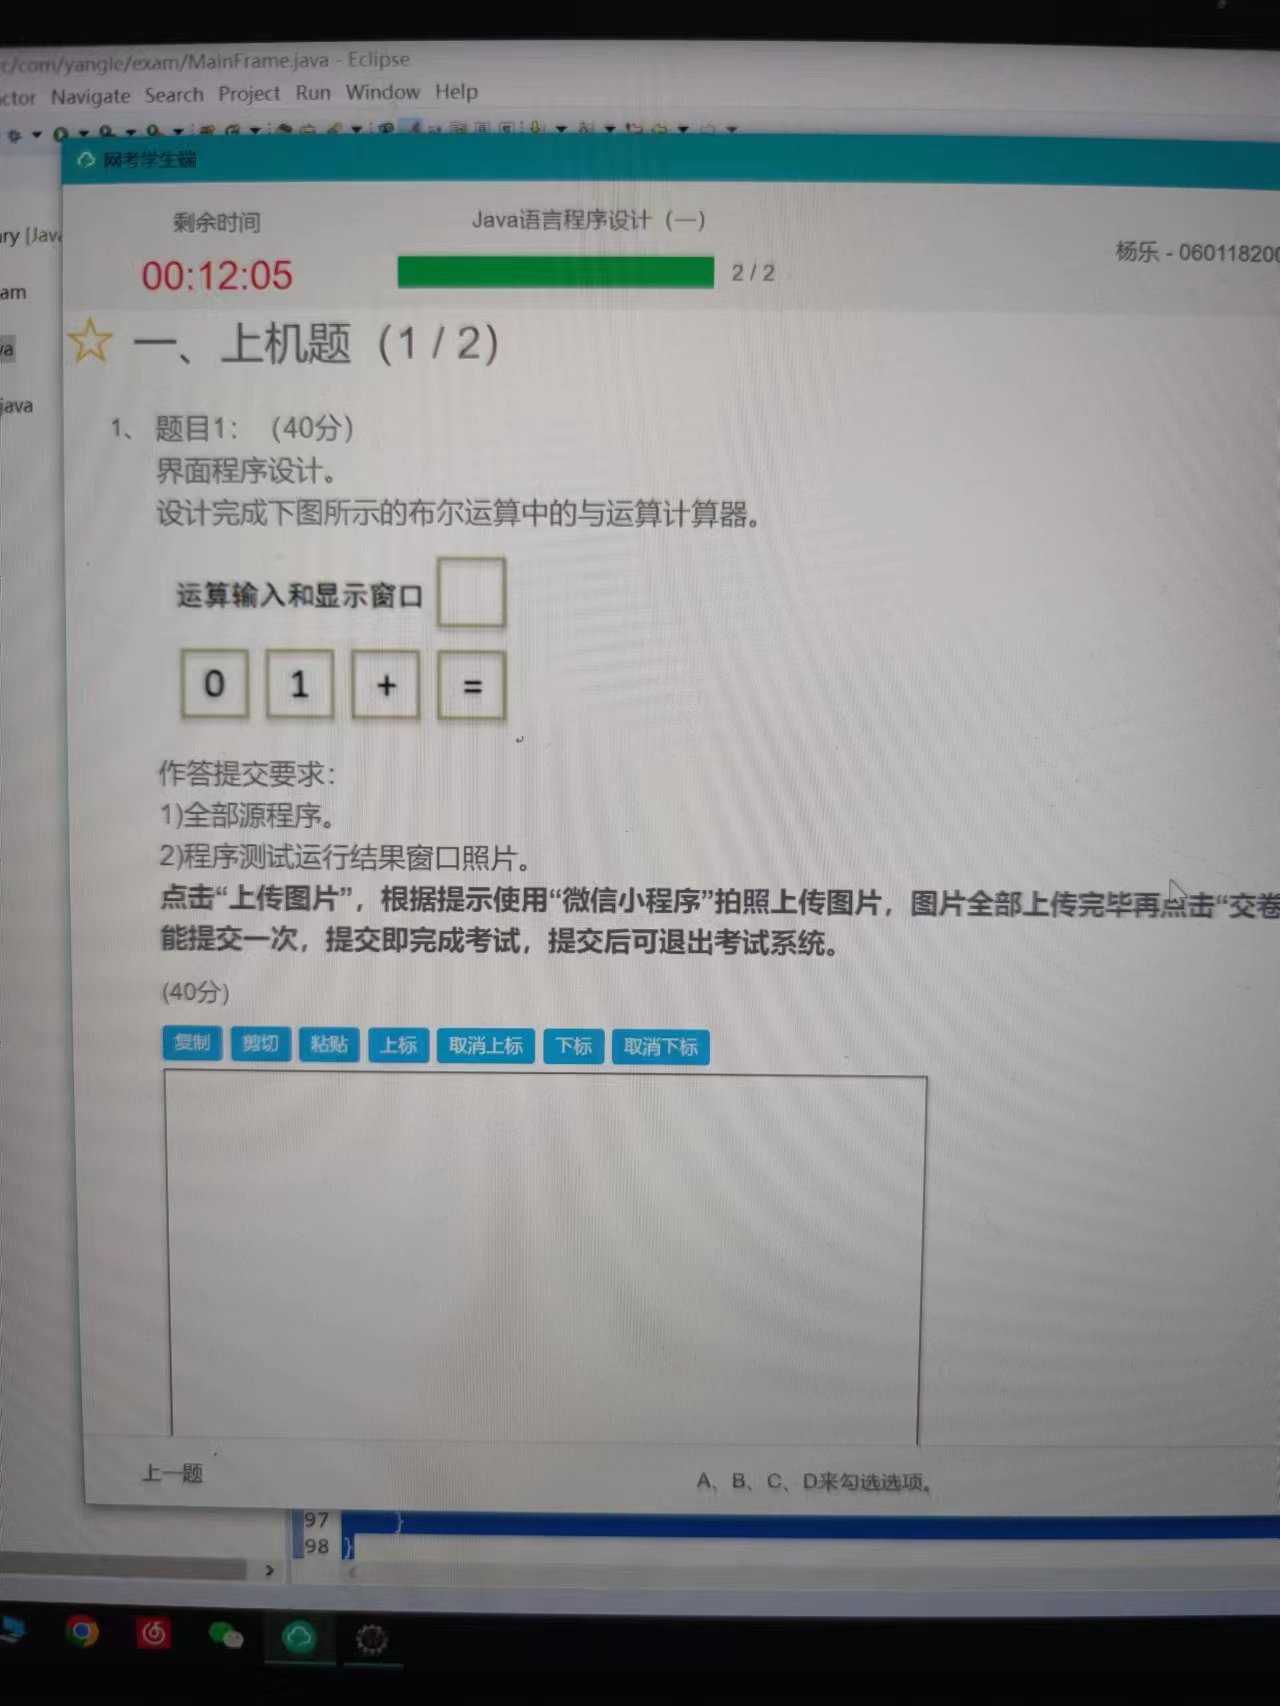 c/com/yangle/exam/MainFrame.java - Eclipse
ctor Navigate Search Project Run Window Help
网考学生端
剩余时间
Java语言程序设计（一）
00:12:05
2 / 2
杨乐 - 060118200
ary [Java
am
va
java
一、上机题（1 / 2）
1、 题目1：（40分）
界面程序设计。
设计完成下图所示的布尔运算中的与运算计算器。
运算输入和显示窗口
0 1 + =
作答提交要求：
1)全部源程序。
2)程序测试运行结果窗口照片。
点击“上传图片”，根据提示使用“微信小程序”拍照上传图片，图片全部上传完毕再点击“交卷
能提交一次，提交即完成考试，提交后可退出考试系统。
(40分)
复制 剪切 粘贴 上标 取消上标 下标 取消下标
上一题
A、B、C、D来勾选选项。
97 }
98 }